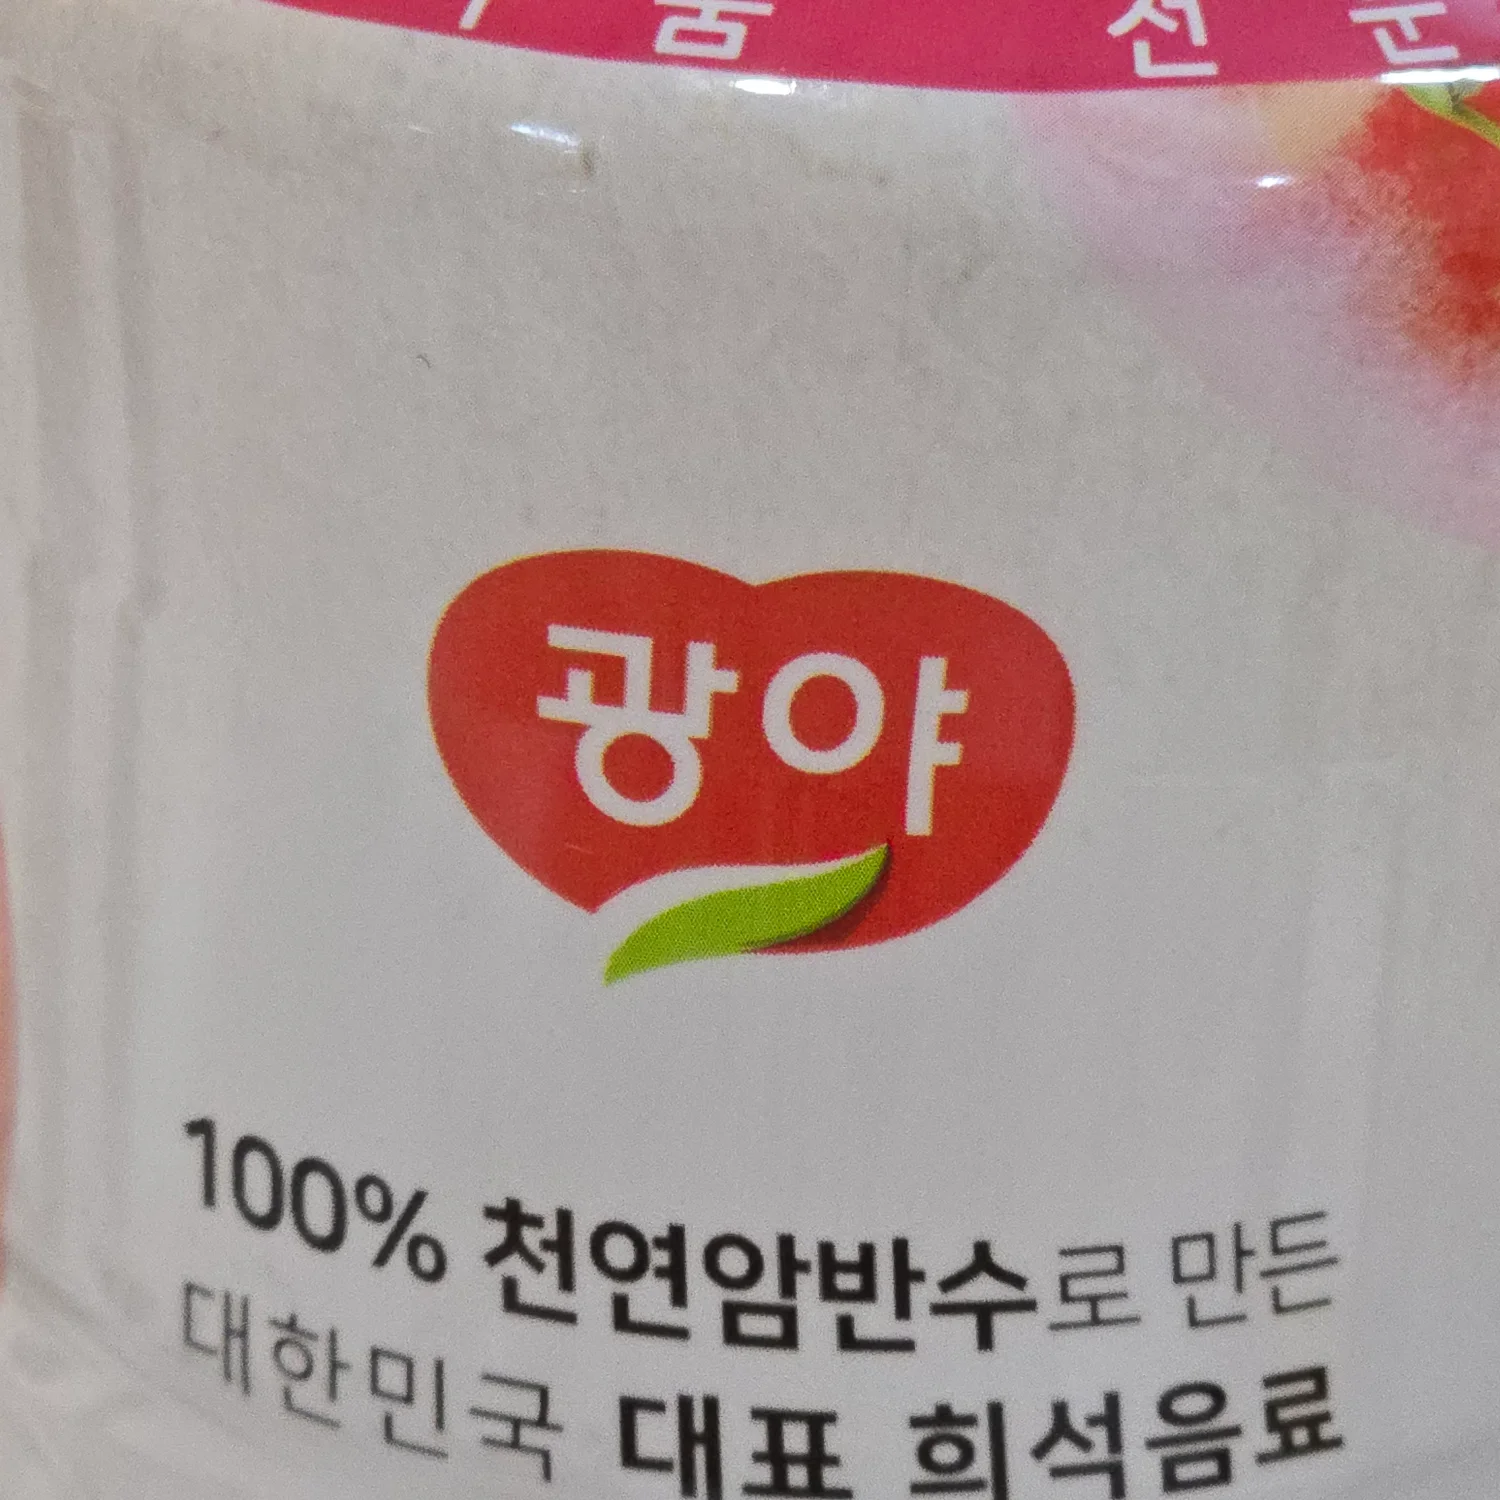 광야
100% 천연암반수로 만든
대한민국 대표 희석음료